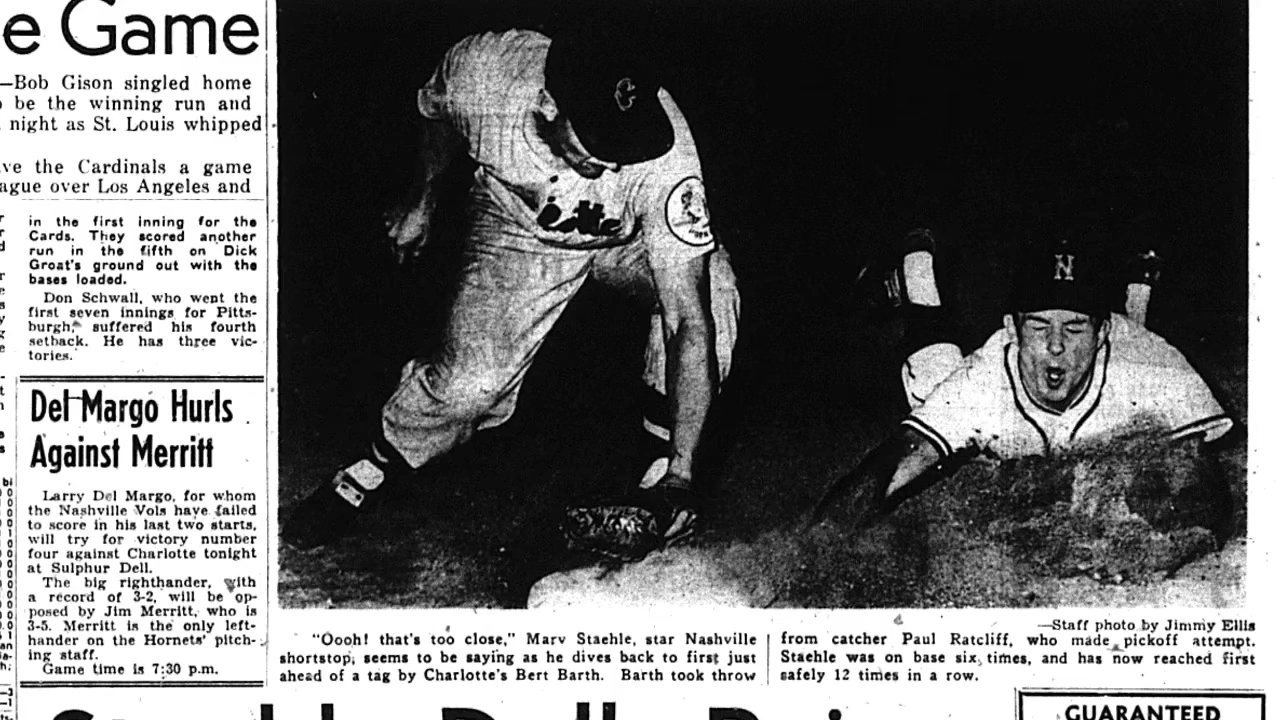 e Game
—Bob Gison singled home
be the winning run and
night as St. Louis whipped
ve the Cardinals a game
ague over Los Angeles and
in the first inning for the
Cards. They scored another
run in the fifth on Dick
Groat's ground out with the
bases loaded.
Don Schwall, who went the
first seven innings for Pitts-
burgh, suffered his fourth
setback. He has three vic-
tories.
Del Margo Hurls
Against Merritt
Larry Del Margo, for whom
the Nashville Vols have failed
to score in his last two starts,
will try for victory number
four against Charlotte tonight
at Sulphur Dell.
The big righthander, with
a record of 3-2, will be op-
posed by Jim Merritt, who is
3-5. Merritt is the only left-
hander on the Hornets' pitch-
ing staff.
Game time is 7:30 p.m.
C
N
—Staff photo by Jimmy Ellis
"Oooh! that's too close," Marv Staehle, star Nashville
shortstop, seems to be saying as he dives back to first just
ahead of a tag by Charlotte's Bert Barth. Barth took throw
from catcher Paul Ratcliff, who made pickoff attempt.
Staehle was on base six times, and has now reached first
safely 12 times in a row.
GUARANTEED